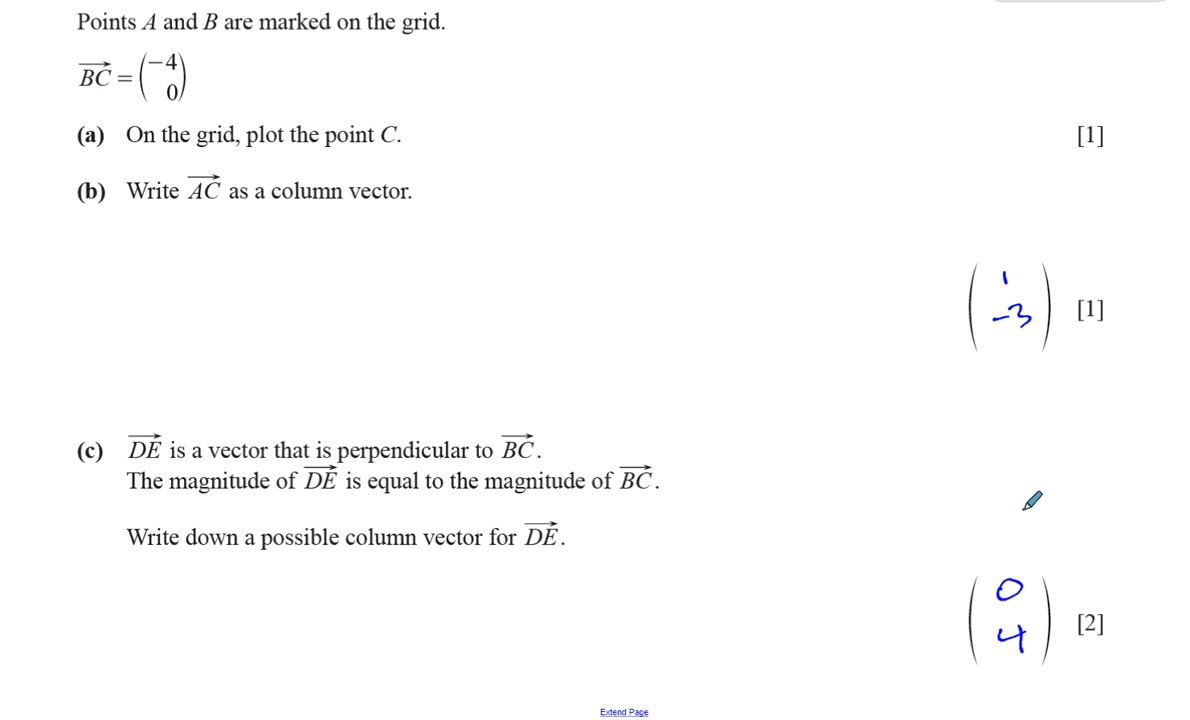 Points A and B are marked on the grid.
BC = (-4
0)
(a) On the grid, plot the point C. [1]
(b) Write AC as a column vector.
(1
-3) [1]
(c) DE is a vector that is perpendicular to BC.
The magnitude of DE is equal to the magnitude of BC.
Write down a possible column vector for DE.
(0
4) [2]
Extend Page